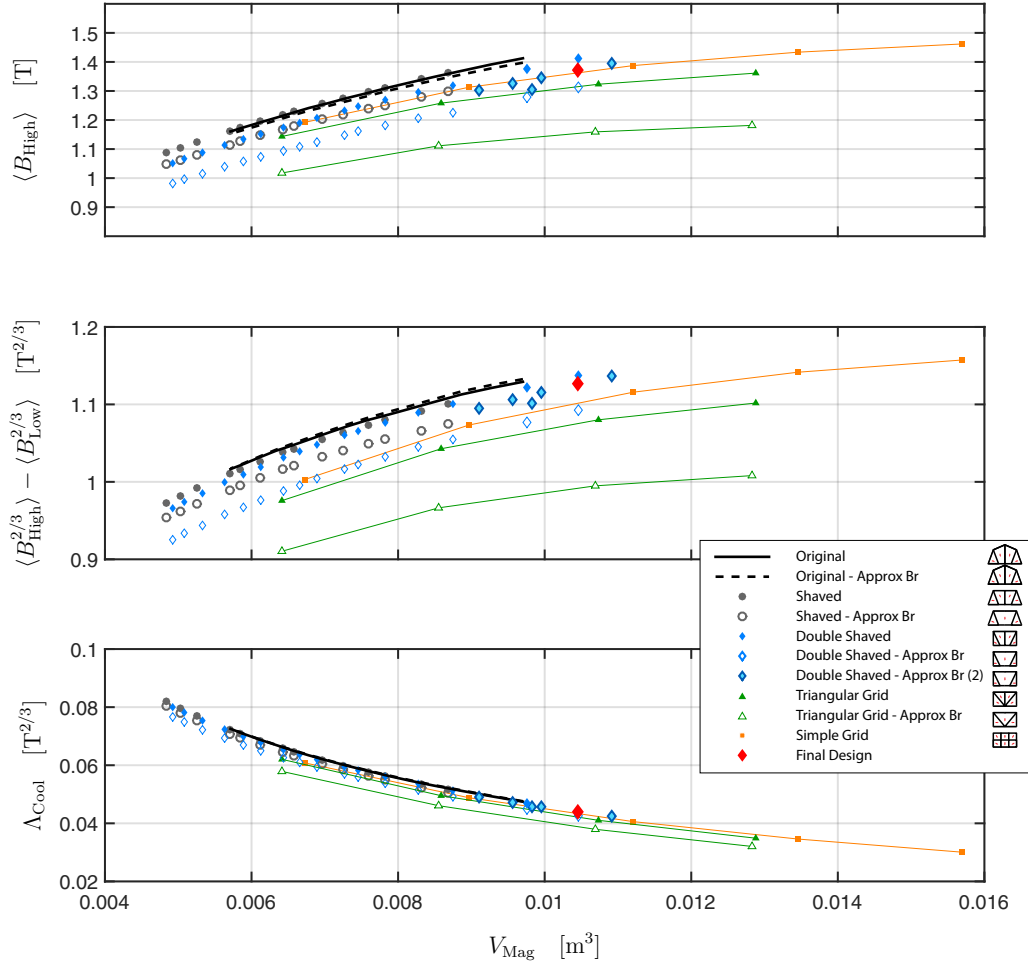 1.5
1.4
1.3
1.2
1.1
1
0.9
⟨B_High⟩ [T]
1.2
1.1
1
0.9
⟨B_High^{2/3}⟩ − ⟨B_Low^{2/3}⟩ [T^{2/3}]
Original
Original - Approx Br
Shaved
Shaved - Approx Br
Double Shaved
Double Shaved - Approx Br
Double Shaved - Approx Br (2)
Triangular Grid
Triangular Grid - Approx Br
Simple Grid
Final Design
0.1
0.08
0.06
0.04
0.02
Λ_Cool [T^{2/3}]
0.004 0.006 0.008 0.01 0.012 0.014 0.016
V_Mag [m³]